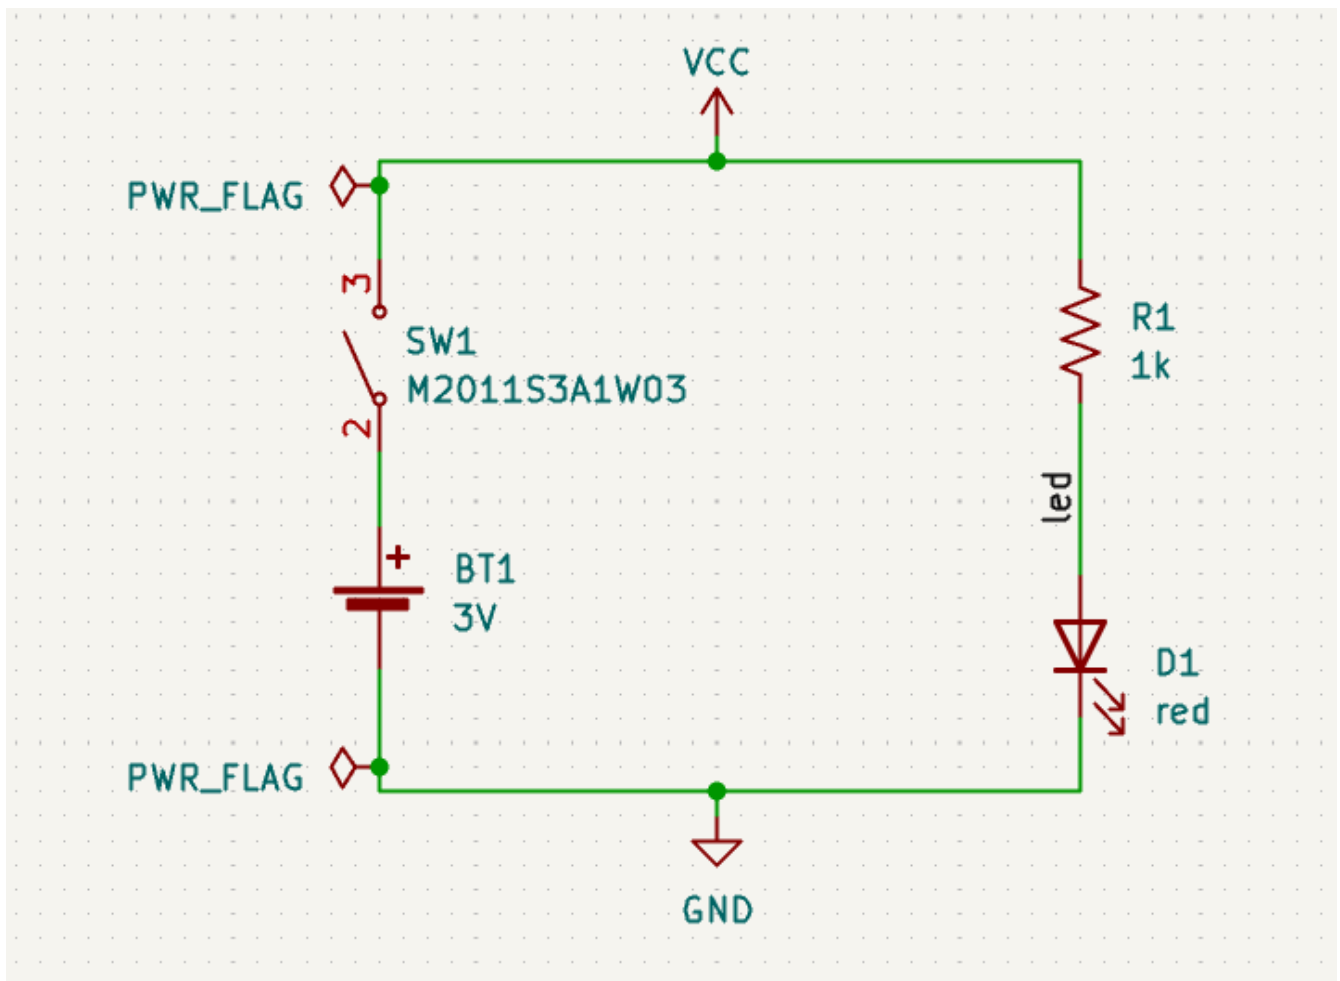 VCC
PWR_FLAG
3
SW1
M2011S3A1W03
2
R1
1k
led
+
BT1
3V
D1
red
PWR_FLAG
GND